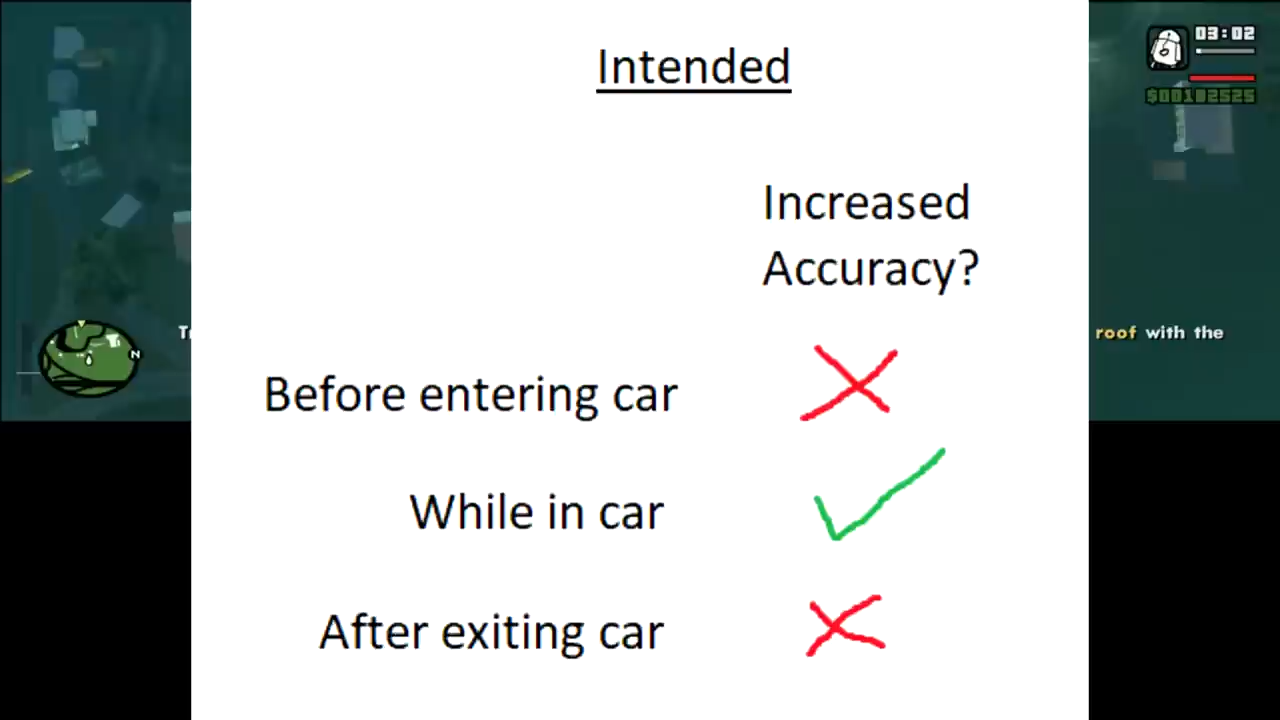 Intended
03:02
$00102525
Increased
Accuracy?
N
roof with the
Before entering car
While in car
After exiting car